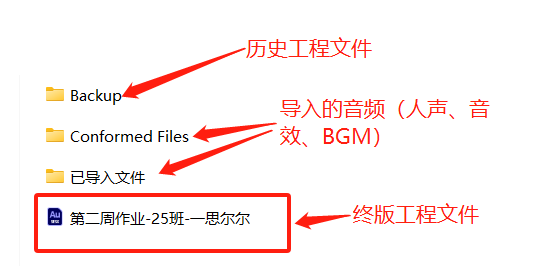 历史工程文件
Backup
导入的音频（人声、音
效、BGM）
Conformed Files
已导入文件
Au
第二周作业-25班-一思尔尔
终版工程文件